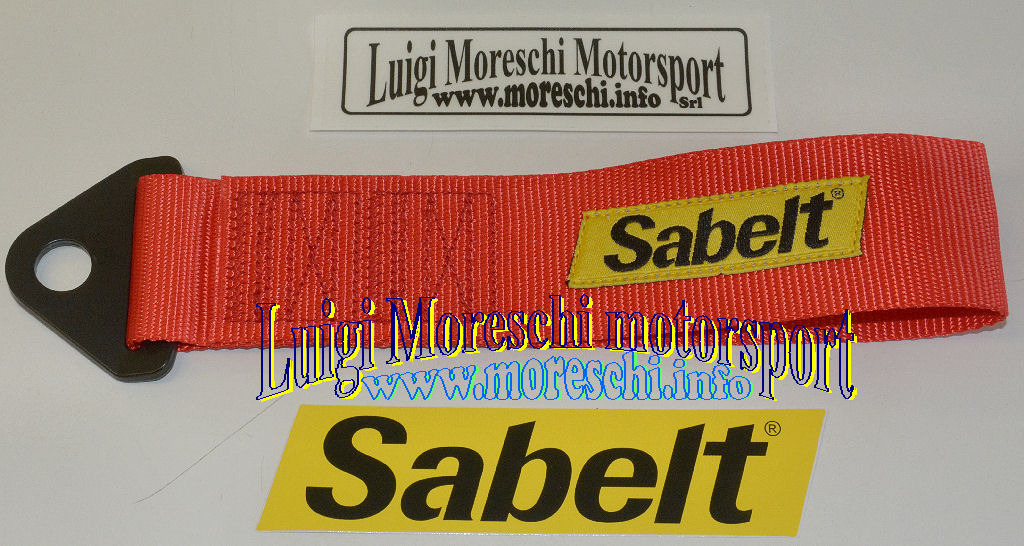 Luigi Moreschi Motorsport
www.moreschi.info Srl
Sabelt®
Luigi Moreschi motorsport
www.moreschi.info
Sabelt®